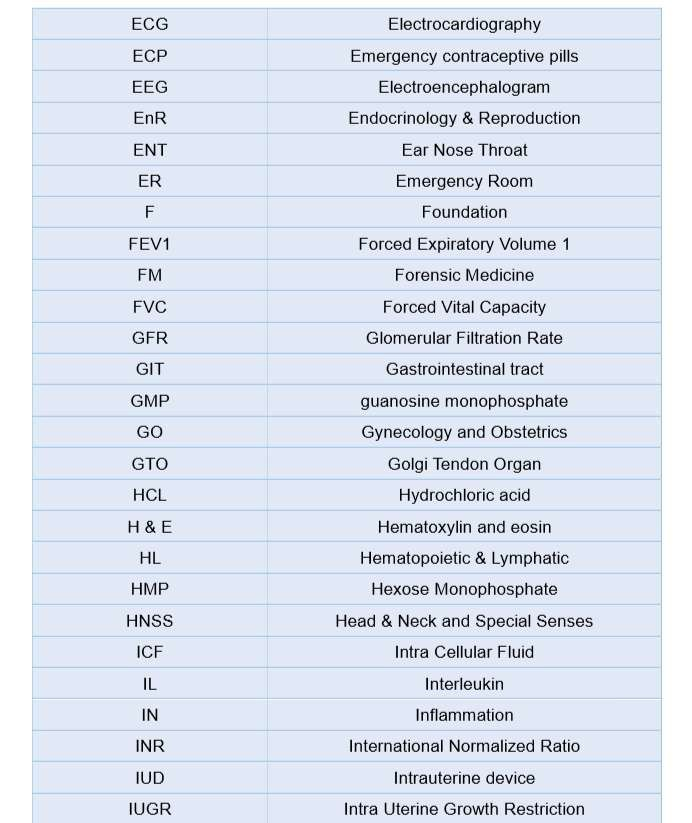 ECG Electrocardiography
ECP Emergency contraceptive pills
EEG Electroencephalogram
EnR Endocrinology & Reproduction
ENT Ear Nose Throat
ER Emergency Room
F Foundation
FEV1 Forced Expiratory Volume 1
FM Forensic Medicine
FVC Forced Vital Capacity
GFR Glomerular Filtration Rate
GIT Gastrointestinal tract
GMP guanosine monophosphate
GO Gynecology and Obstetrics
GTO Golgi Tendon Organ
HCL Hydrochloric acid
H & E Hematoxylin and eosin
HL Hematopoietic & Lymphatic
HMP Hexose Monophosphate
HNSS Head & Neck and Special Senses
ICF Intra Cellular Fluid
IL Interleukin
IN Inflammation
INR International Normalized Ratio
IUD Intrauterine device
IUGR Intra Uterine Growth Restriction